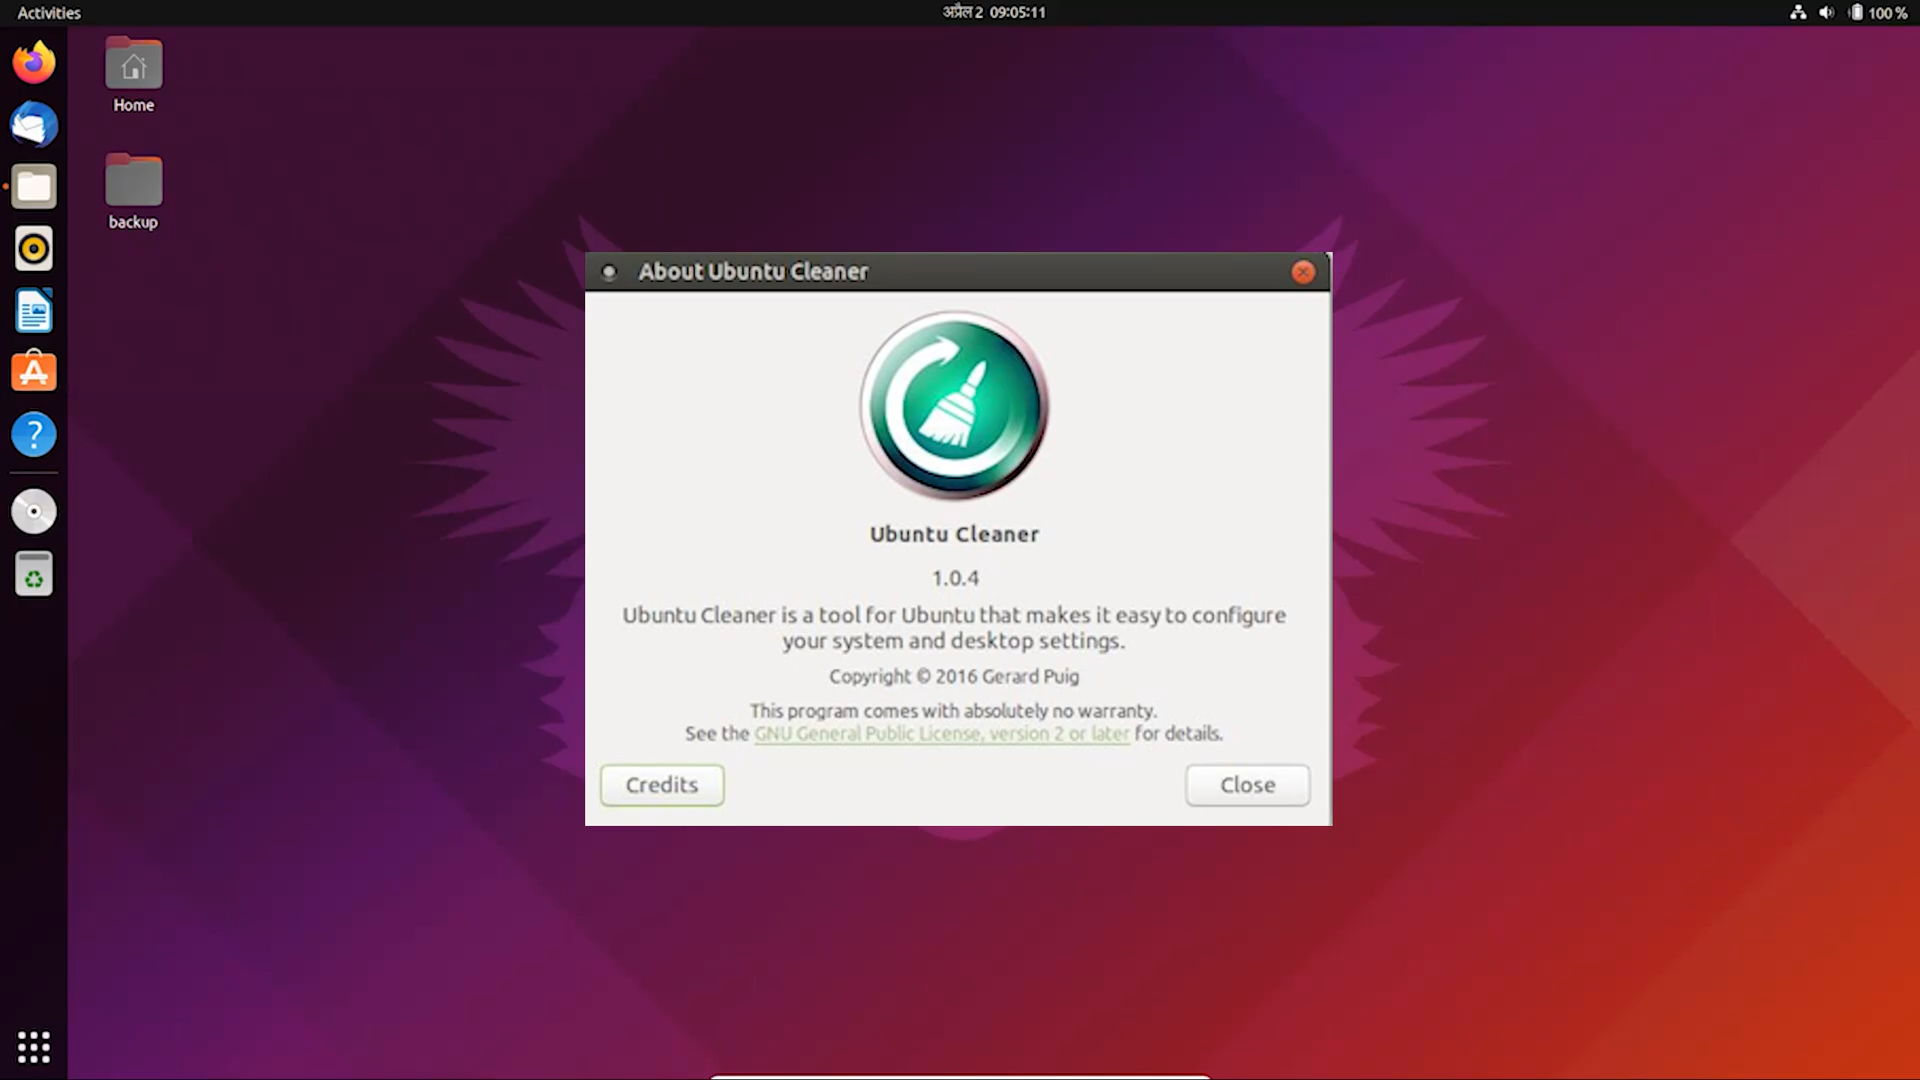 Activities
अप्रैल 2 09:05:11
100 %
Home
backup
About Ubuntu Cleaner
Ubuntu Cleaner
1.0.4
Ubuntu Cleaner is a tool for Ubuntu that makes it easy to configure
your system and desktop settings.
Copyright © 2016 Gerard Puig
This program comes with absolutely no warranty.
See the GNU General Public License, version 2 or later for details.
Credits
Close